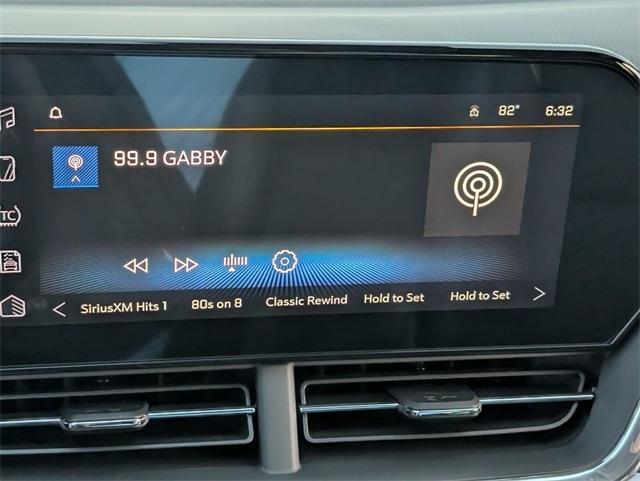 82° 6:32
99.9 GABBY
TC
SiriusXM Hits 1 80s on 8 Classic Rewind Hold to Set Hold to Set